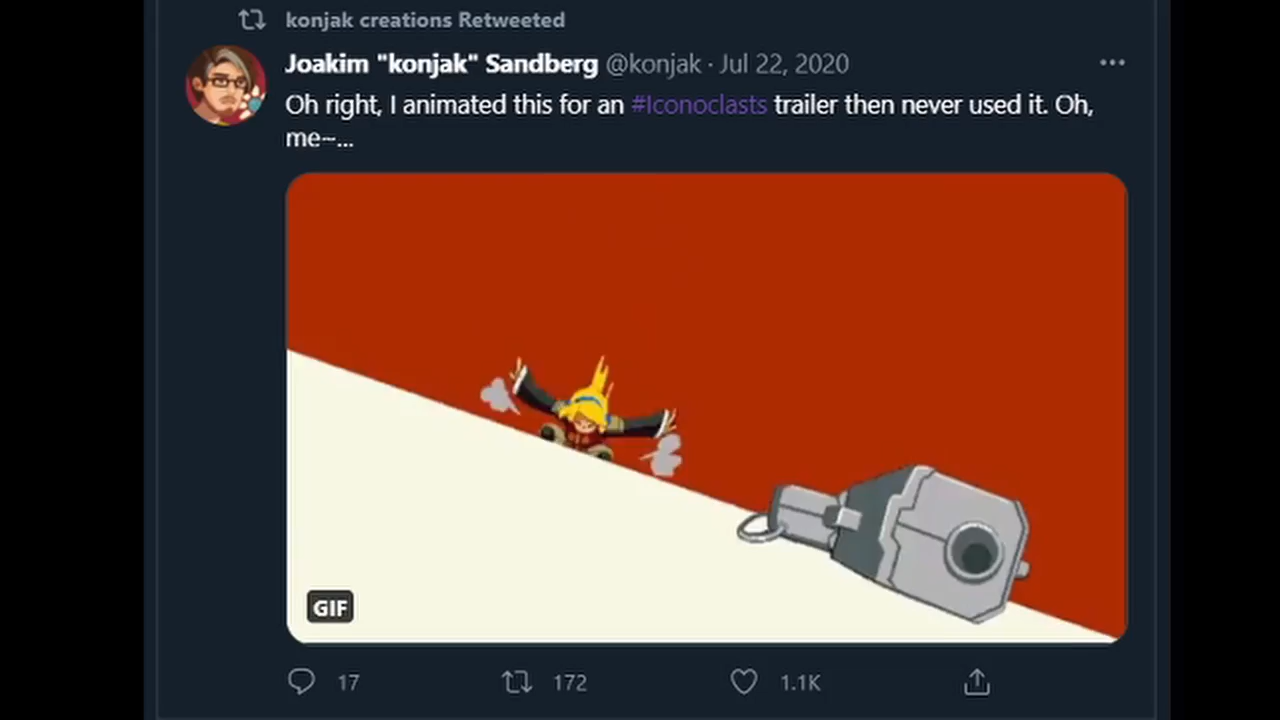 konjak creations Retweeted
Joakim "konjak" Sandberg @konjak · Jul 22, 2020
Oh right, I animated this for an #Iconoclasts trailer then never used it. Oh,
me~...
GIF
17 172 1.1K